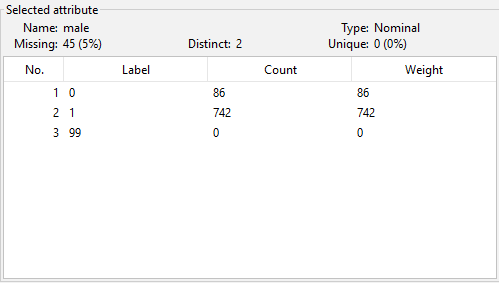 Selected attribute
Name: male Type: Nominal
Missing: 45 (5%) Distinct: 2 Unique: 0 (0%)
No. Label Count Weight
1 0 86 86
2 1 742 742
3 99 0 0